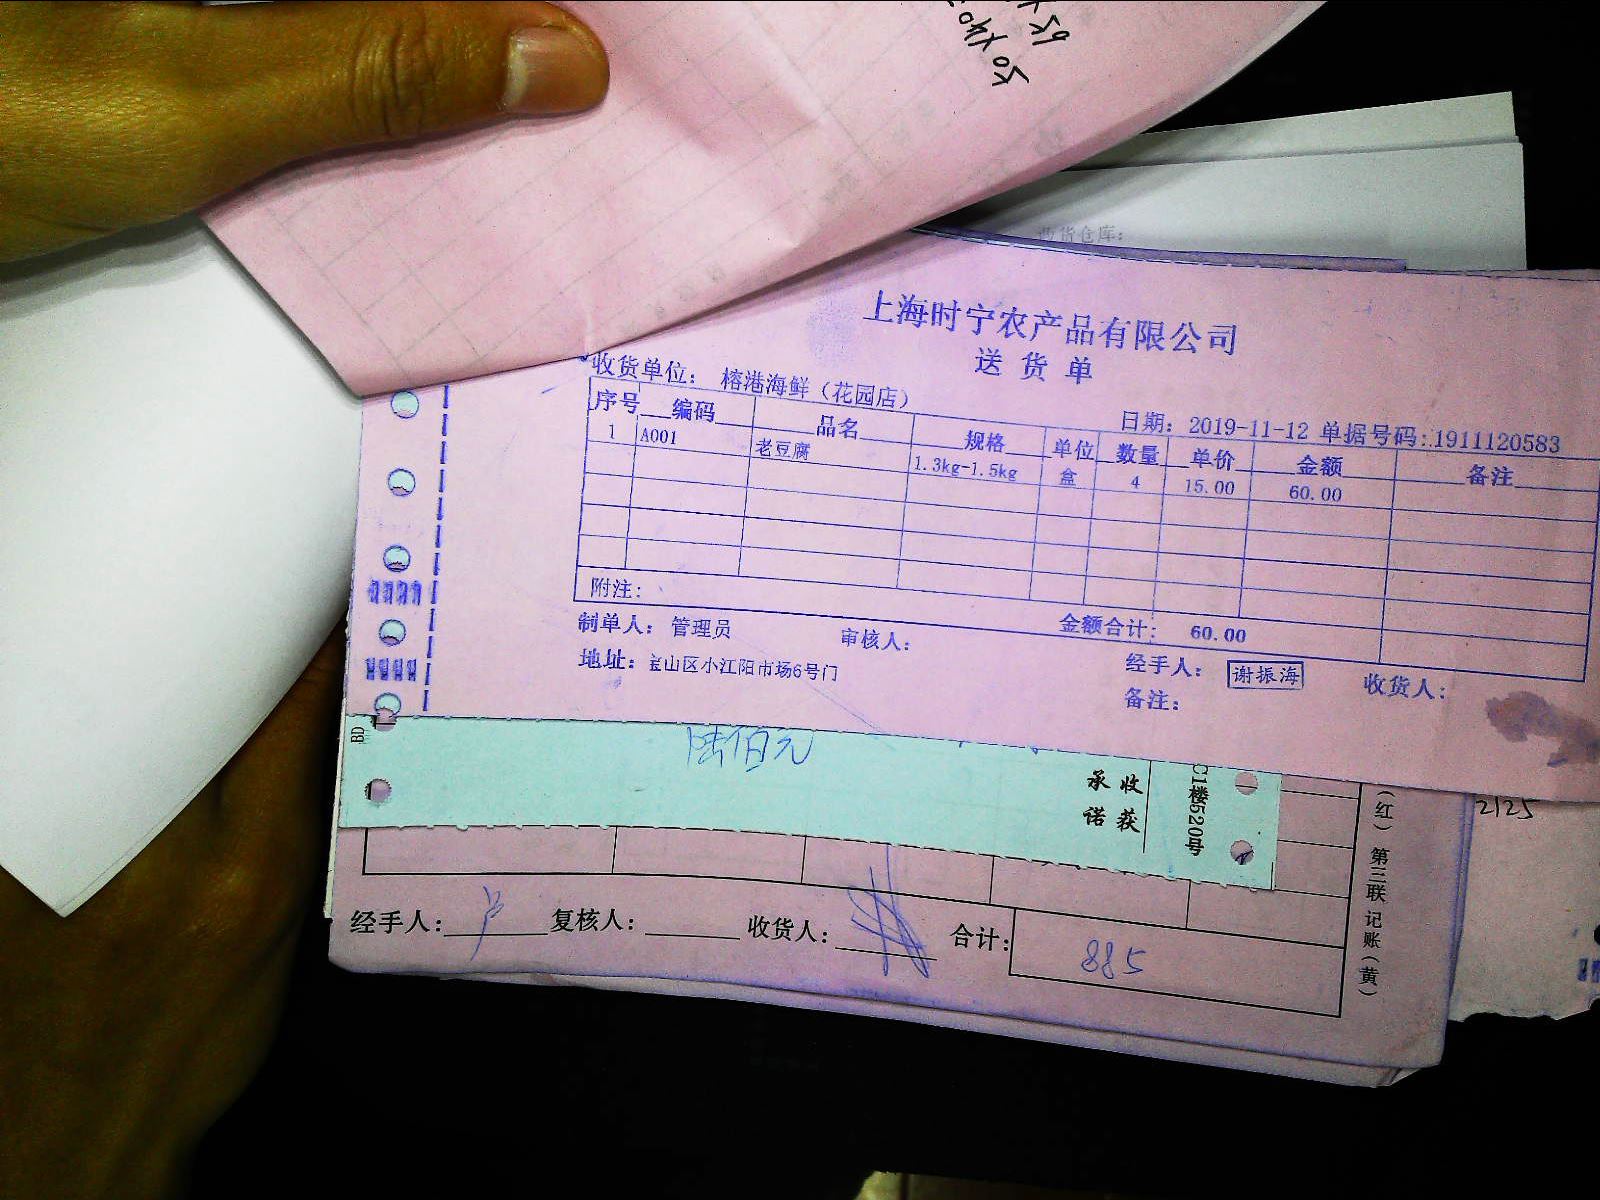 上海时宁农产品有限公司
送货单
收货单位： 榕港海鲜（花园店） 日期：2019-11-12 单据号码:1911120583
序号 编码 品名 规格 单位 数量 单价 金额 备注
1 A001 老豆腐 1.3kg-1.5kg 盒 4 15.00 60.00
附注：
金额合计： 60.00
制单人：管理员 审核人： 经手人：谢振海 收货人：
地址：宝山区小江阳市场6号门 备注：
陆佰元
收获
承诺
C1楼520号
BD
2125
（红）第三联 记账（黄）
经手人： 复核人： 收货人： 合计： 885